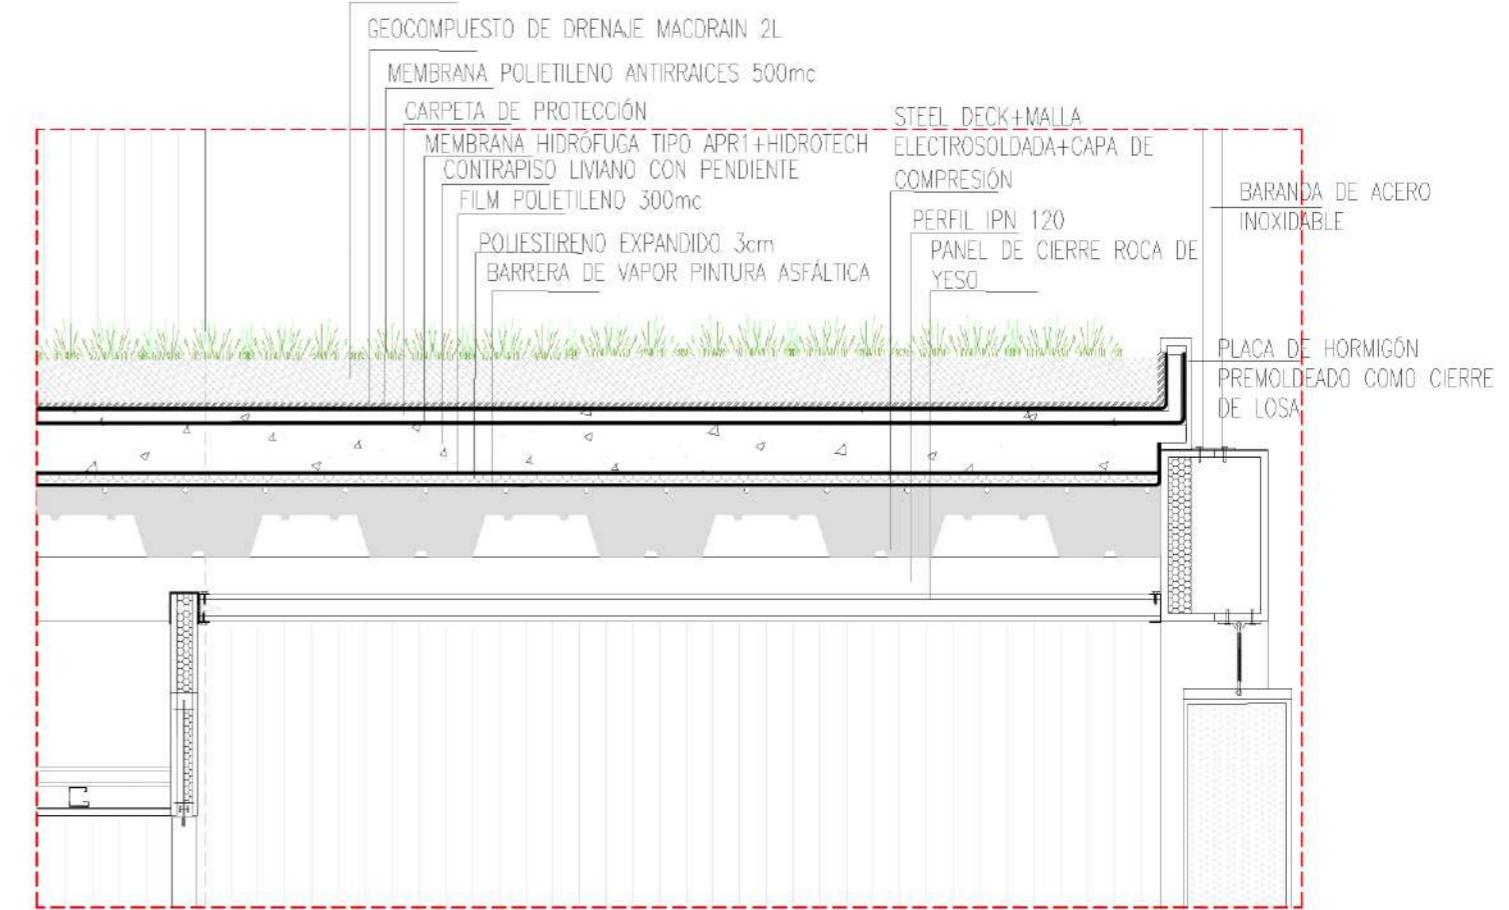 GEOCOMPUESTO DE DRENAJE MACDRAIN 2L
MEMBRANA POLIETILENO ANTIRRAICES 500mc
CARPETA DE PROTECCIÓN
MEMBRANA HIDRÓFUGA TIPO APR1+HIDROTECH
CONTRAPISO LIVIANO CON PENDIENTE
FILM POLIETILENO 300mc
POLIESTIRENO EXPANDIDO 3cm
BARRERA DE VAPOR PINTURA ASFÁLTICA
STEEL DECK+MALLA
ELECTROSOLDADA+CAPA DE
COMPRESIÓN
PERFIL IPN 120
PANEL DE CIERRE ROCA DE
YESO
BARANDA DE ACERO
INOXIDABLE
PLACA DE HORMIGÓN
PREMOLDEADO COMO CIERRE
DE LOSA